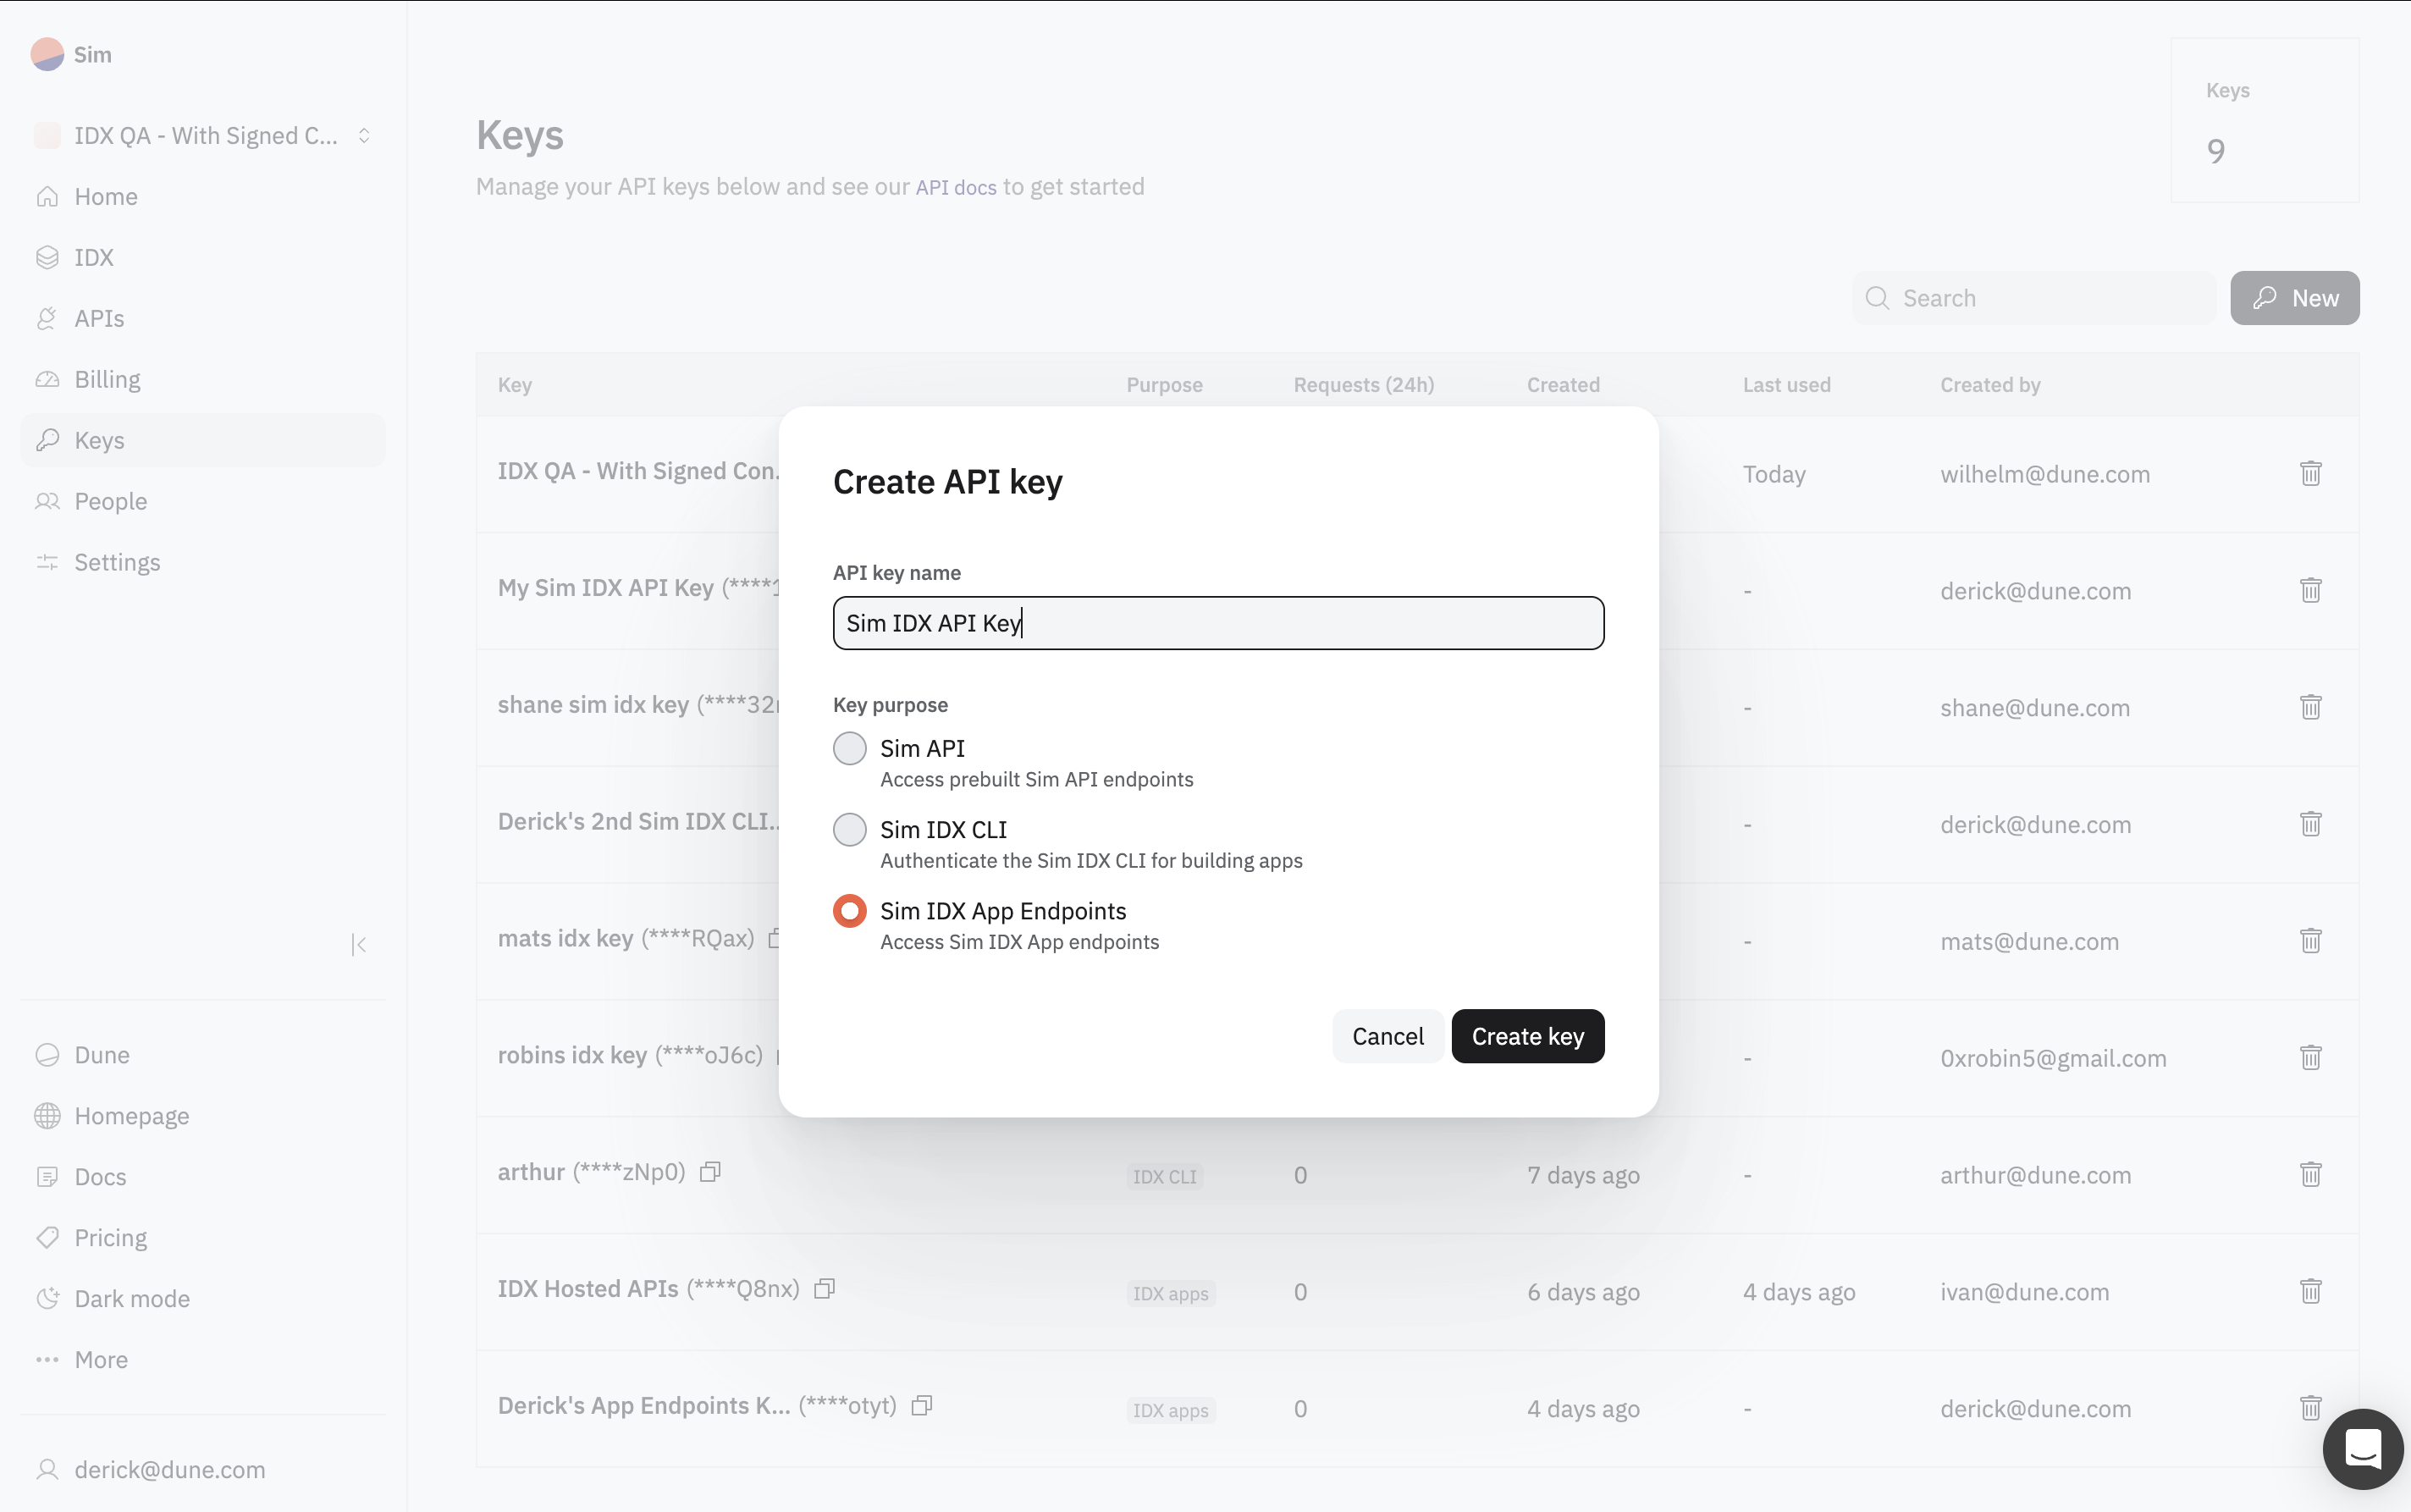 Sim
IDX QA - With Signed C...
Home
IDX
APIs
Billing
Keys
People
Settings
Dune
Homepage
Docs
Pricing
Dark mode
More
derick@dune.com
Keys
Manage your API keys below and see our API docs to get started
Keys
9
Search
New
Key Purpose Requests (24h) Created Last used Created by
IDX QA - With Signed Con. Today wilhelm@dune.com
My Sim IDX API Key (****1 - derick@dune.com
shane sim idx key (****32 - shane@dune.com
Derick's 2nd Sim IDX CLI.. - derick@dune.com
mats idx key (****RQax) - mats@dune.com
robins idx key (****oJ6c) - 0xrobin5@gmail.com
arthur (****zNp0) IDX CLI 0 7 days ago - arthur@dune.com
IDX Hosted APIs (****Q8nx) IDX apps 0 6 days ago 4 days ago ivan@dune.com
Derick's App Endpoints K... (****otyt) IDX apps 0 4 days ago - derick@dune.com
Create API key
API key name
Sim IDX API Key
Key purpose
Sim API
Access prebuilt Sim API endpoints
Sim IDX CLI
Authenticate the Sim IDX CLI for building apps
Sim IDX App Endpoints
Access Sim IDX App endpoints
Cancel
Create key